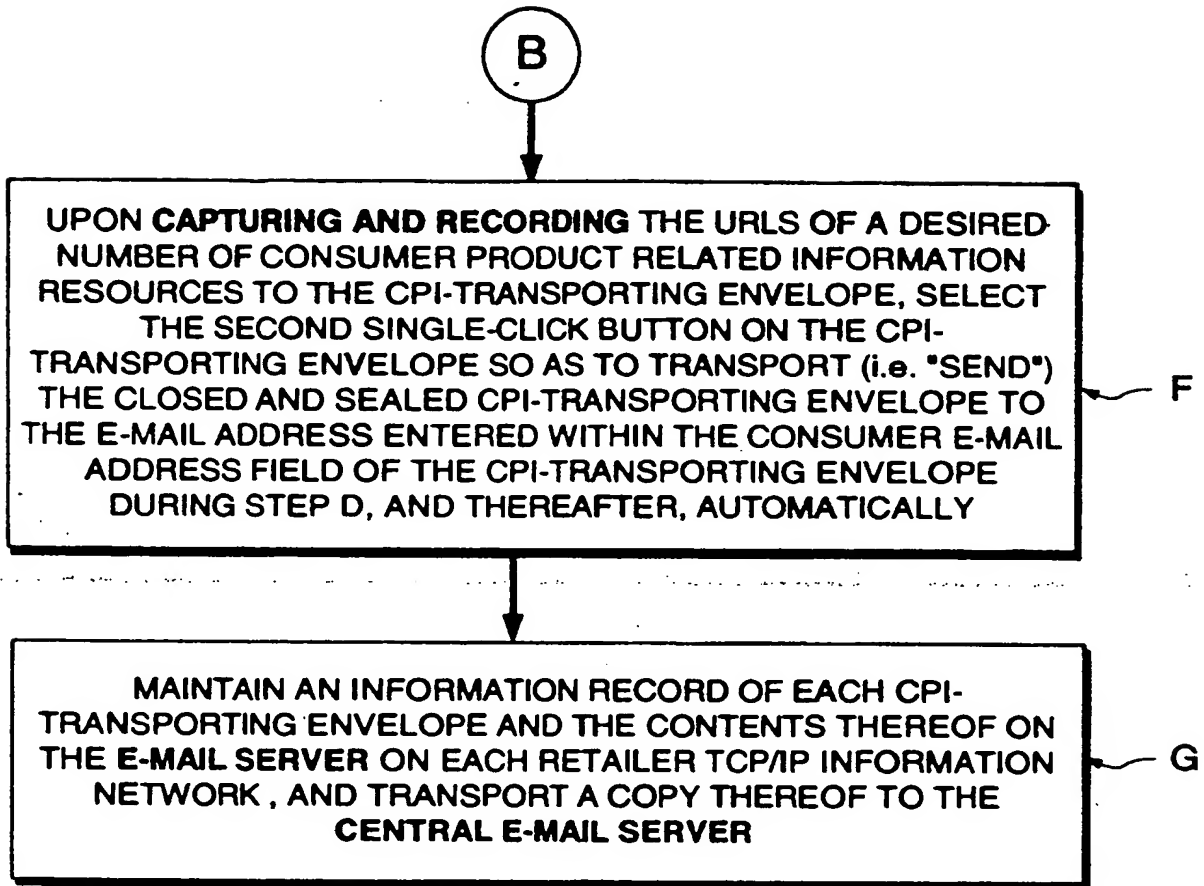 B
UPON CAPTURING AND RECORDING THE URLS OF A DESIRED
NUMBER OF CONSUMER PRODUCT RELATED INFORMATION
RESOURCES TO THE CPI-TRANSPORTING ENVELOPE, SELECT
THE SECOND SINGLE-CLICK BUTTON ON THE CPI-
TRANSPORTING ENVELOPE SO AS TO TRANSPORT (i.e. "SEND")
THE CLOSED AND SEALED CPI-TRANSPORTING ENVELOPE TO
THE E-MAIL ADDRESS ENTERED WITHIN THE CONSUMER E-MAIL
ADDRESS FIELD OF THE CPI-TRANSPORTING ENVELOPE
DURING STEP D, AND THEREAFTER, AUTOMATICALLY
F
MAINTAIN AN INFORMATION RECORD OF EACH CPI-
TRANSPORTING ENVELOPE AND THE CONTENTS THEREOF ON
THE E-MAIL SERVER ON EACH RETAILER TCP/IP INFORMATION
NETWORK , AND TRANSPORT A COPY THEREOF TO THE
CENTRAL E-MAIL SERVER
G